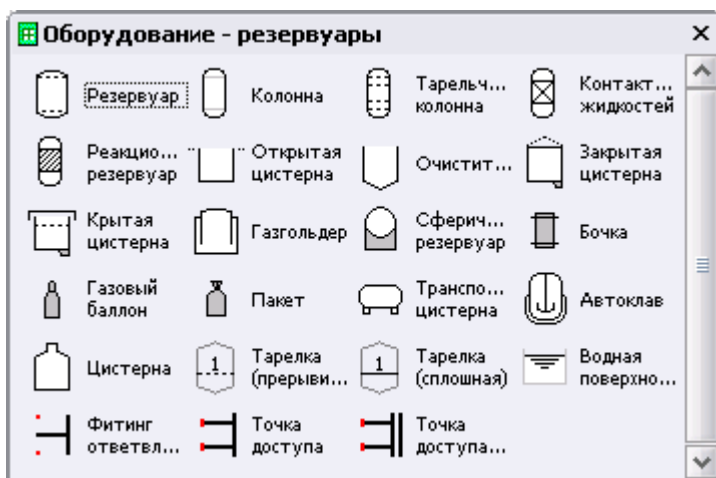 Оборудование - резервуары
Резервуар
Колонна
Тарельч...
колонна
Контакт...
жидкостей
Реакцио...
резервуар
Открытая
цистерна
Очистит...
Закрытая
цистерна
Крытая
цистерна
Газгольдер
Сферич...
резервуар
Бочка
Газовый
баллон
Пакет
Транспо...
цистерна
Автоклав
Цистерна
1
Тарелка
(прерыви...
1
Тарелка
(сплошная)
Водная
поверхно...
Фитинг
ответвл...
Точка
доступа
Точка
доступа...